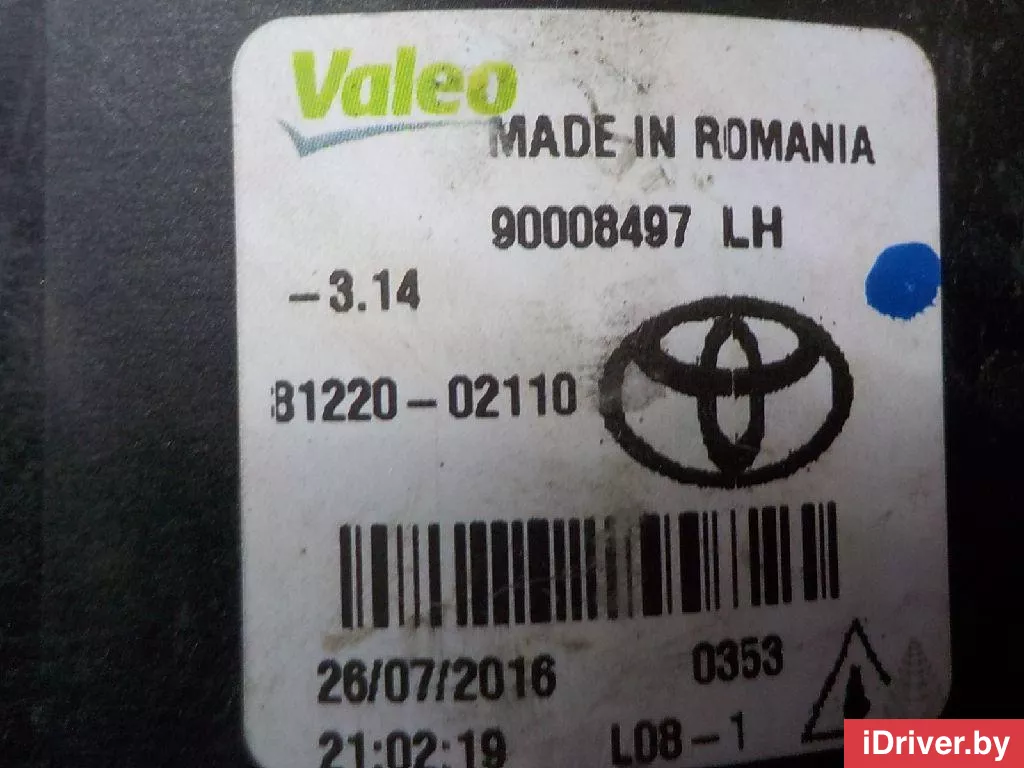 Valeo
MADE IN ROMANIA
90008497 LH
-3.14
81220-02110
26/07/2016 0353
21:02:19 L08-1
iDriver.by